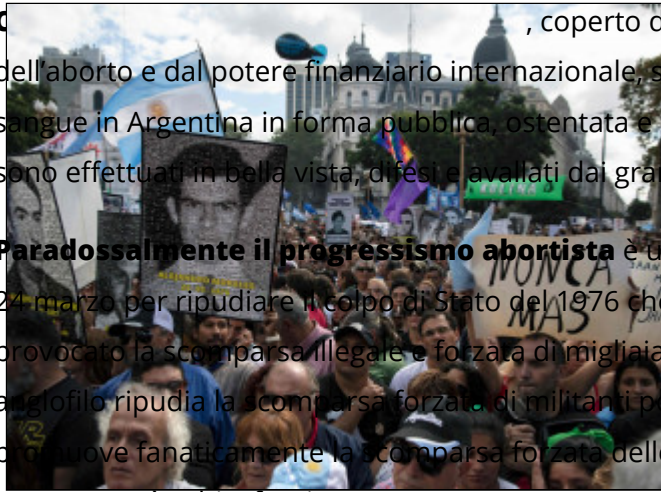 , coperto d
dell'aborto e dal potere finanziario internazionale, s
sangue in Argentina in forma pubblica, ostentata e
sono effettuati in bella vista, difesi e avallati dai gra
Paradossalmente il progressismo abortista è u
24 marzo per ripudiare il colpo di Stato del 1976 che
provocato la scomparsa illegale e forzata di migliaia
anglofilo ripudia la scomparsa forzata di militanti p
promuove fanaticamente la scomparsa forzata delle
NUNCA
MAS